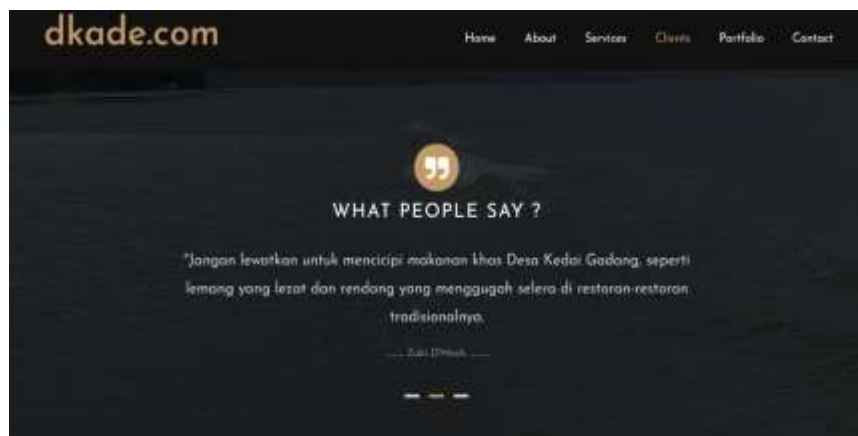 dkade.com
Home About Services Clients Portfolio Contact
WHAT PEOPLE SAY ?
"Jangan lewatkan untuk mencicipi makanan khas Desa Kedai Gadang, seperti
lemang yang lezat dan rendang yang menggugah selera di restoran-restoran
tradisionalnya.